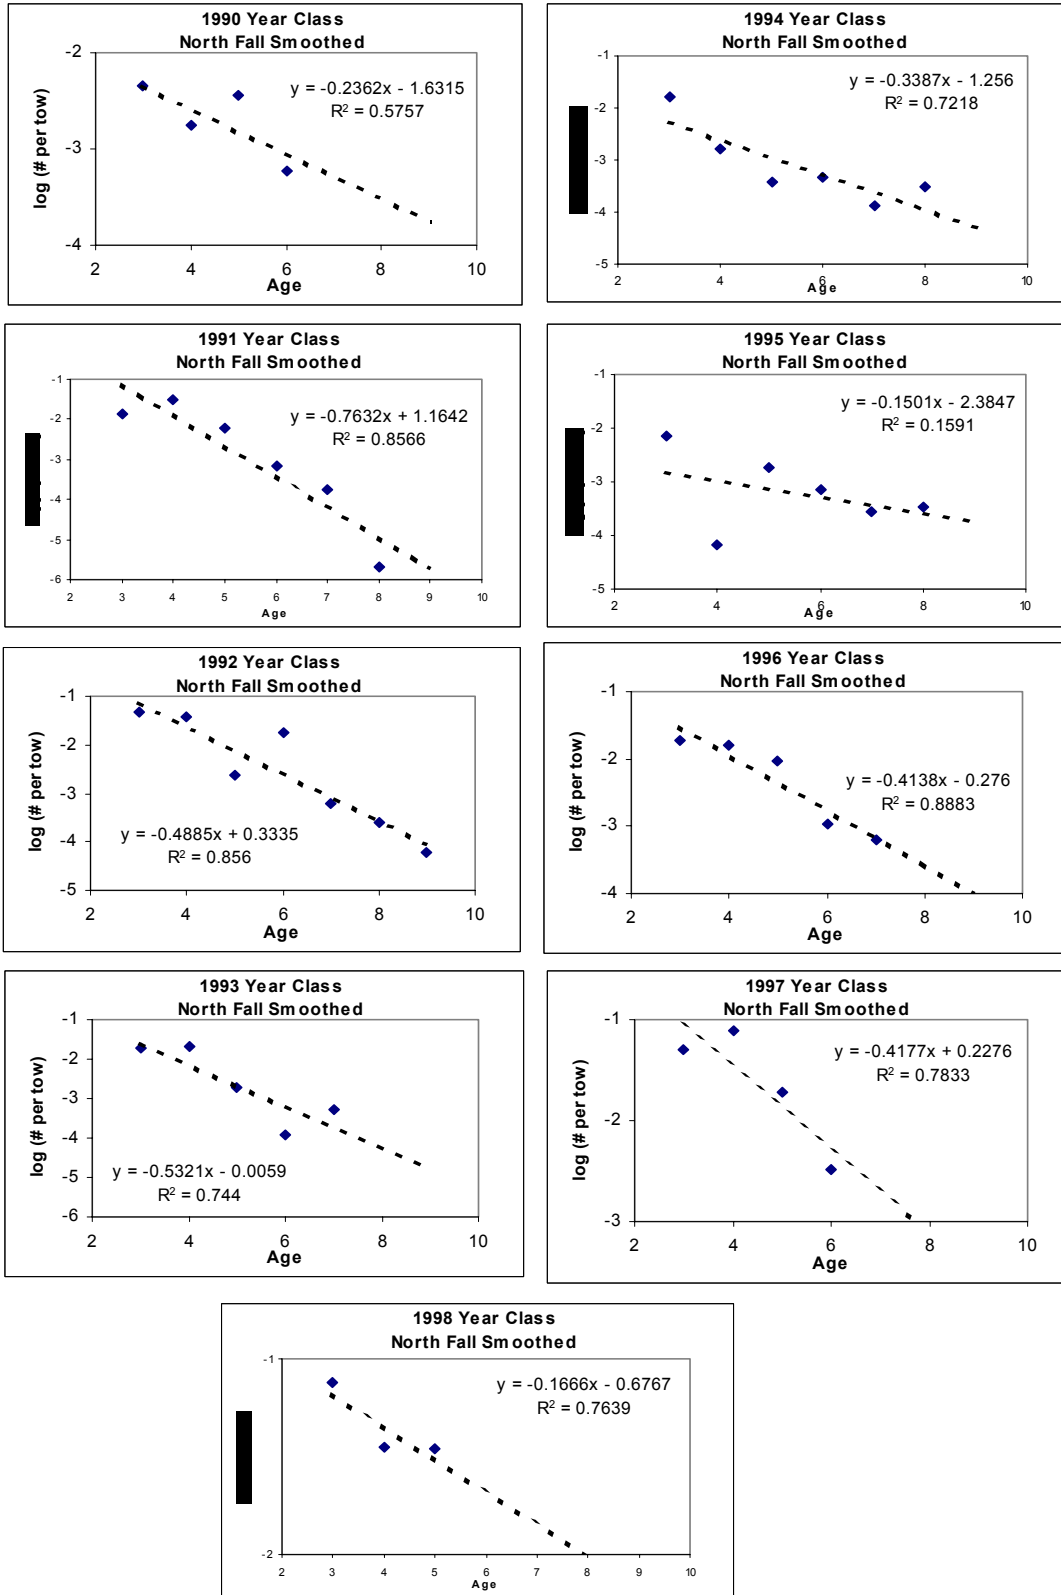 1990 Year Class
North Fall Smoothed
y = -0.2362x - 1.6315
R² = 0.5757
log (# per tow)
-2
-3
-4
2 4 6 8 10
Age
1994 Year Class
North Fall Smoothed
y = -0.3387x - 1.256
R² = 0.7218
-1
-2
-3
-4
-5
2 4 6 8 10
Age
1991 Year Class
North Fall Smoothed
y = -0.7632x + 1.1642
R² = 0.8566
-1
-2
-3
-4
-5
-6
2 3 4 5 6 7 8 9 10
Age
1995 Year Class
North Fall Smoothed
y = -0.1501x - 2.3847
R² = 0.1591
-1
-2
-3
-4
-5
2 4 6 8 10
Age
1992 Year Class
North Fall Smoothed
y = -0.4885x + 0.3335
R² = 0.856
log (# per tow)
-1
-2
-3
-4
-5
2 4 6 8 10
Age
1996 Year Class
North Fall Smoothed
y = -0.4138x - 0.276
R² = 0.8883
log (# per tow)
-1
-2
-3
-4
2 4 6 8 10
Age
1993 Year Class
North Fall Smoothed
y = -0.5321x - 0.0059
R² = 0.744
log (# per tow)
-1
-2
-3
-4
-5
-6
2 4 6 8 10
Age
1997 Year Class
North Fall Smoothed
y = -0.4177x + 0.2276
R² = 0.7833
log (# per tow)
-1
-2
-3
2 4 6 8 10
Age
1998 Year Class
North Fall Smoothed
y = -0.1666x - 0.6767
R² = 0.7639
-1
-2
2 3 4 5 6 7 8 9 10
Age